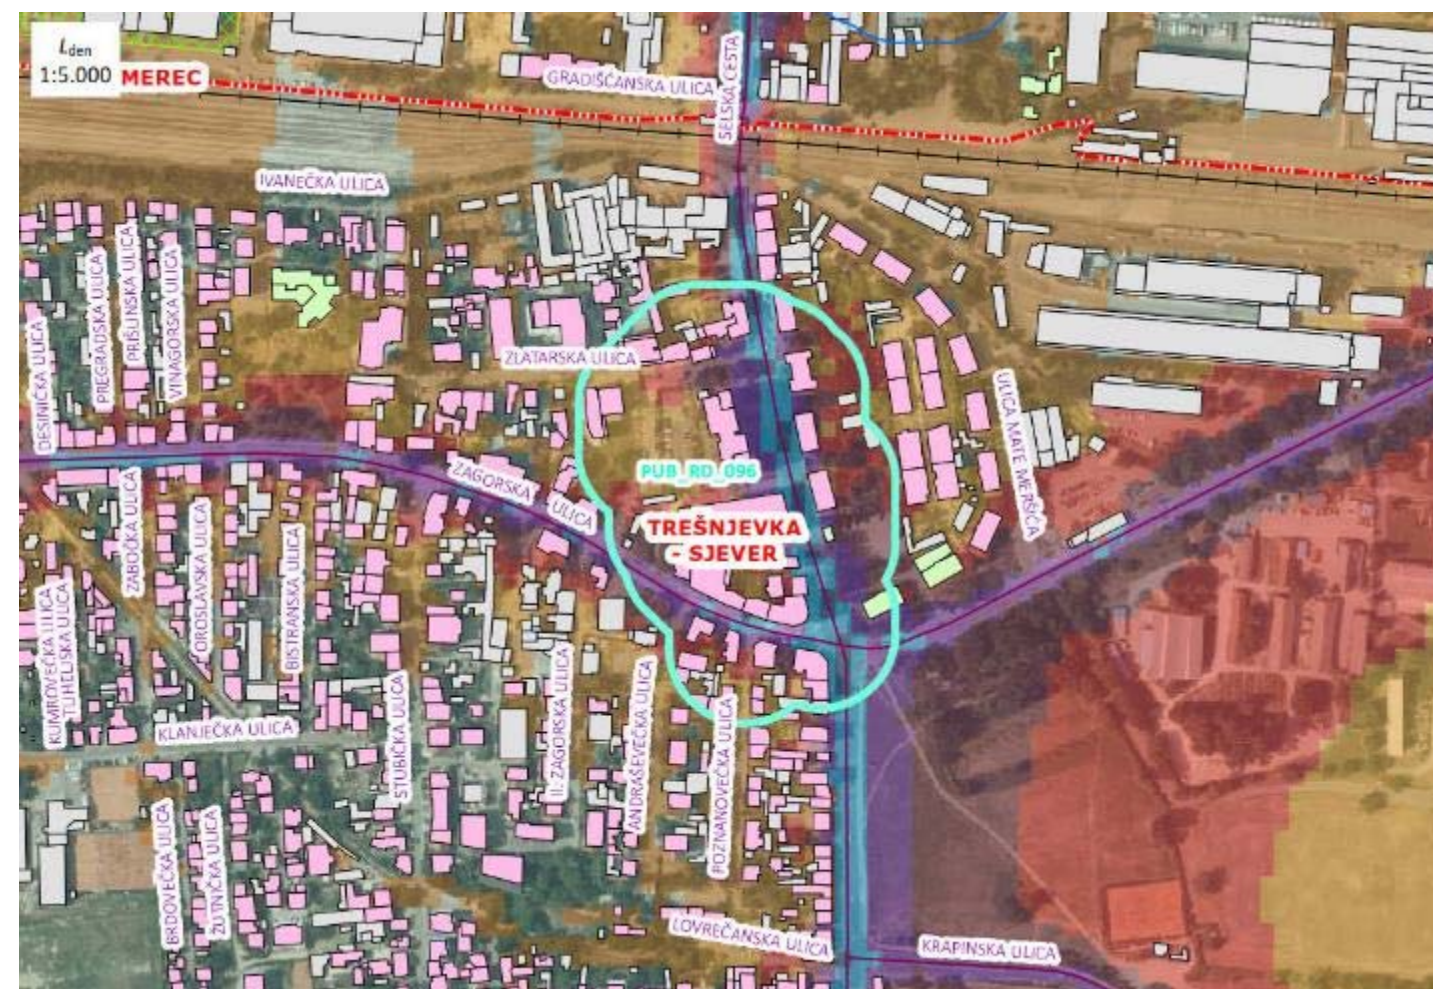 Lden
1:5.000
MEREC
GRADIŠĆANSKA ULICA
SELSKA CESTA
IVANEČKA ULICA
DESINIČKA ULICA
PREGRADSKA ULICA
PRIŠLINSKA ULICA
VINAGORSKA ULICA
ZLATARSKA ULICA
ULICA MATE MERŠIĆA
ZAGORSKA ULICA
PUB_RD_096
TREŠNJEVKA
- SJEVER
ZABOČKA ULICA
OROSLAVSKA ULICA
BISTRANSKA ULICA
KUMROVEČKA ULICA
TUHELJSKA ULICA
KLANJEČKA ULICA
STUBIČKA ULICA
II. ZAGORSKA ULICA
ANDRAŠEVEČKA ULICA
POZNANOVEČKA ULICA
BRDOVEČKA ULICA
ŽUTNIČKA ULICA
LOVREČANSKA ULICA
KRAPINSKA ULICA